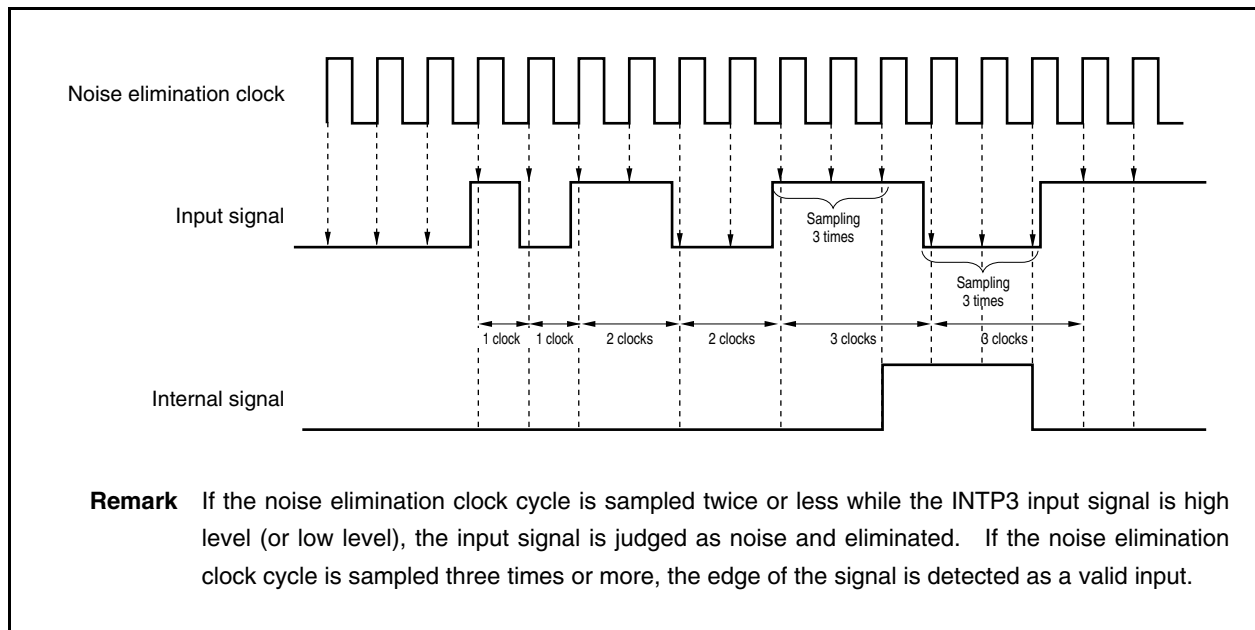 Noise elimination clock
Input signal
Sampling
3 times
Sampling
3 times
1 clock
1 clock
2 clocks
2 clocks
3 clocks
3 clocks
Internal signal
Remark If the noise elimination clock cycle is sampled twice or less while the INTP3 input signal is high
level (or low level), the input signal is judged as noise and eliminated. If the noise elimination
clock cycle is sampled three times or more, the edge of the signal is detected as a valid input.